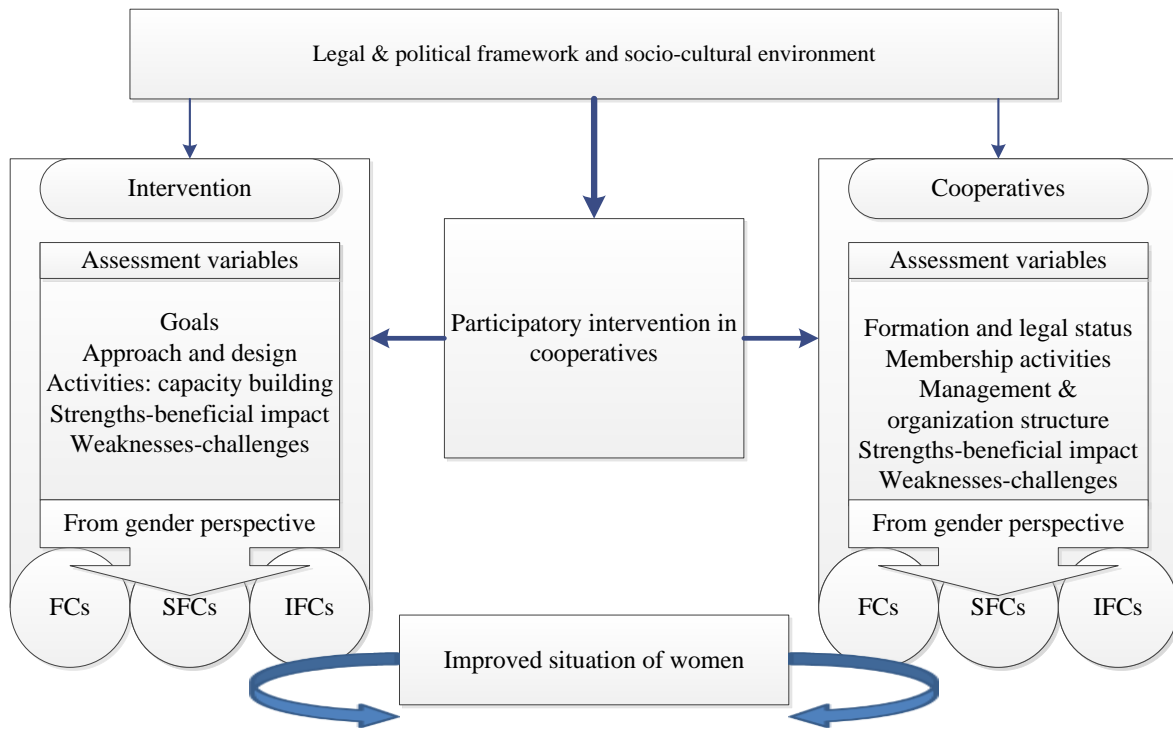 Legal & political framework and socio-cultural environment
Intervention
Assessment variables
Goals
Approach and design
Activities: capacity building
Strengths-beneficial impact
Weaknesses-challenges
From gender perspective
FCs
SFCs
IFCs
Participatory intervention in
cooperatives
Cooperatives
Assessment variables
Formation and legal status
Membership activities
Management &
organization structure
Strengths-beneficial impact
Weaknesses-challenges
From gender perspective
FCs
SFCs
IFCs
Improved situation of women